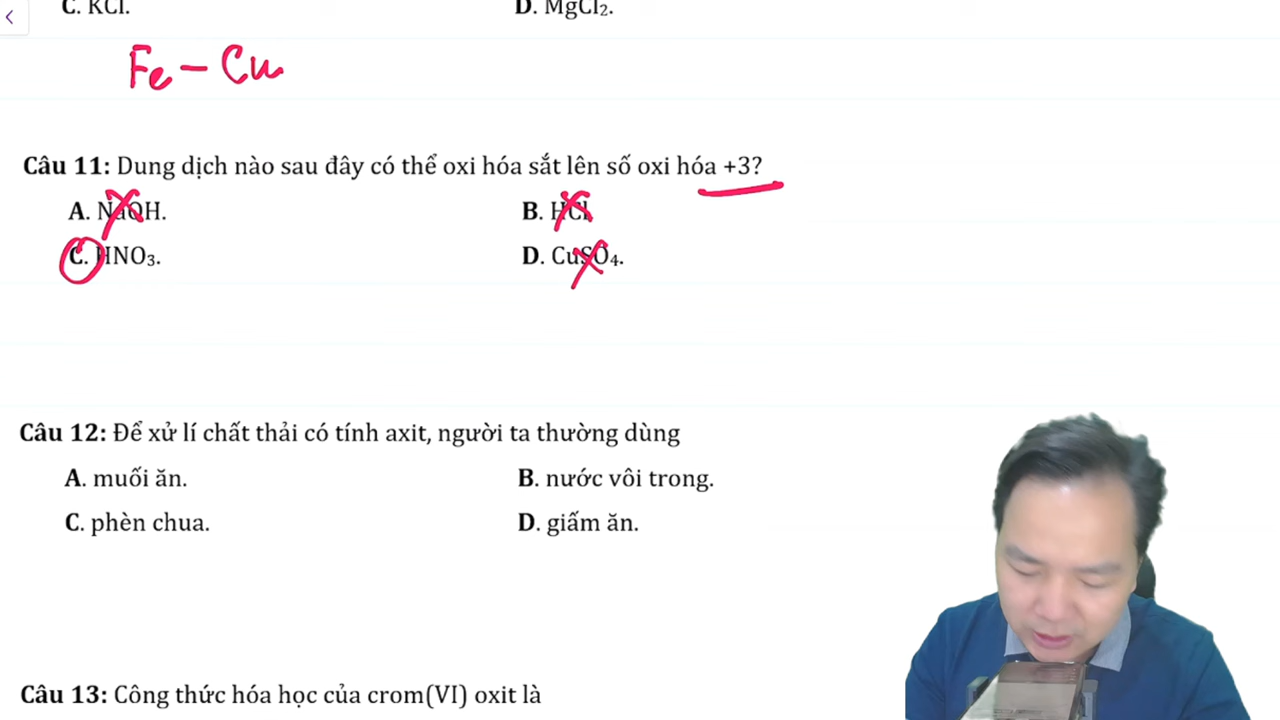 C. KCl. D. MgCl₂.
Fe – Cu
Câu 11: Dung dịch nào sau đây có thể oxi hóa sắt lên số oxi hóa +3?
A. NaOH. B. HCl
C. HNO₃. D. CuSO₄.
Câu 12: Để xử lí chất thải có tính axit, người ta thường dùng
A. muối ăn. B. nước vôi trong.
C. phèn chua. D. giấm ăn.
Câu 13: Công thức hóa học của crom(VI) oxit là